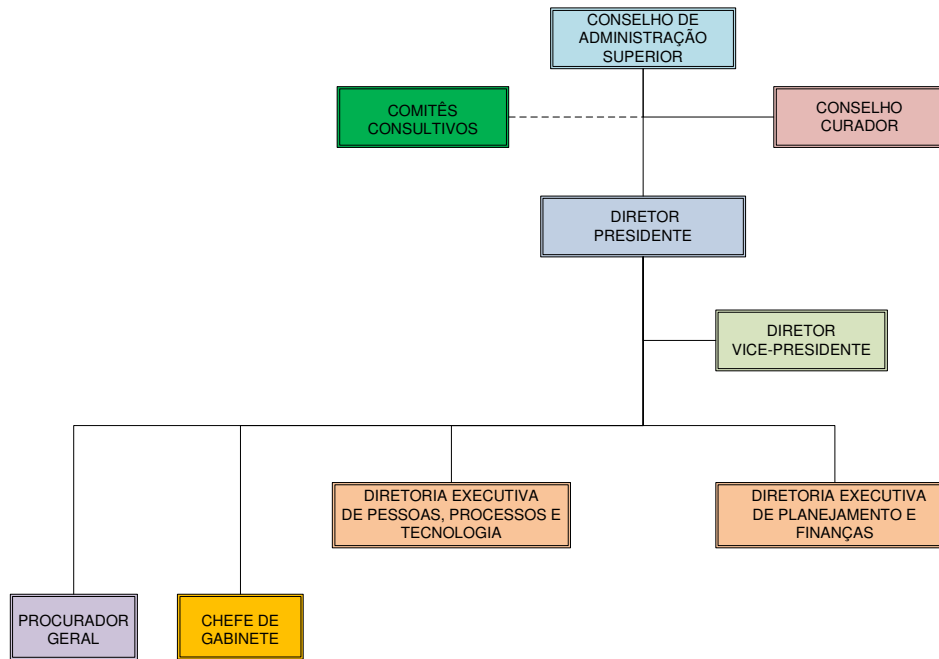 CONSELHO DE
ADMINISTRAÇÃO
SUPERIOR
COMITÊS
CONSULTIVOS
CONSELHO
CURADOR
DIRETOR
PRESIDENTE
DIRETOR
VICE-PRESIDENTE
DIRETORIA EXECUTIVA
DE PESSOAS, PROCESSOS E
TECNOLOGIA
DIRETORIA EXECUTIVA
DE PLANEJAMENTO E
FINANÇAS
PROCURADOR
GERAL
CHEFE DE
GABINETE